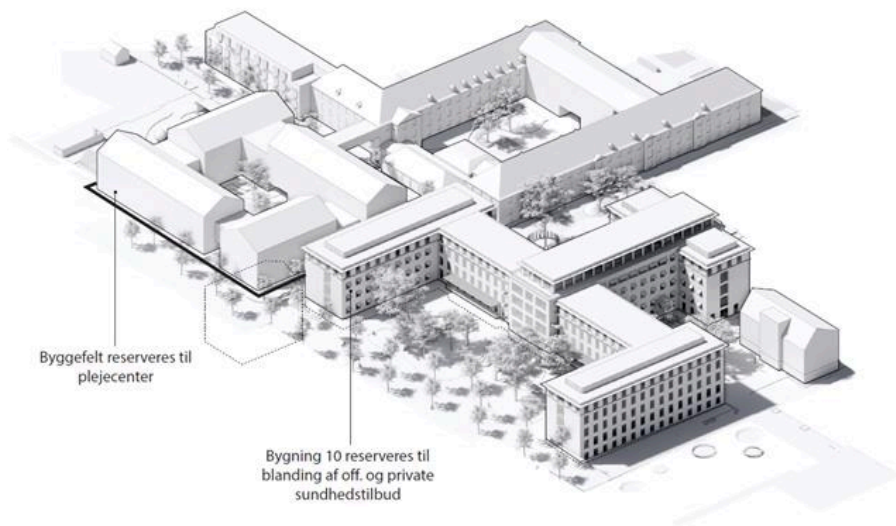 Byggefelt reserveres til
plejecenter
Bygning 10 reserveres til
blanding af off. og private
sundhedstilbud